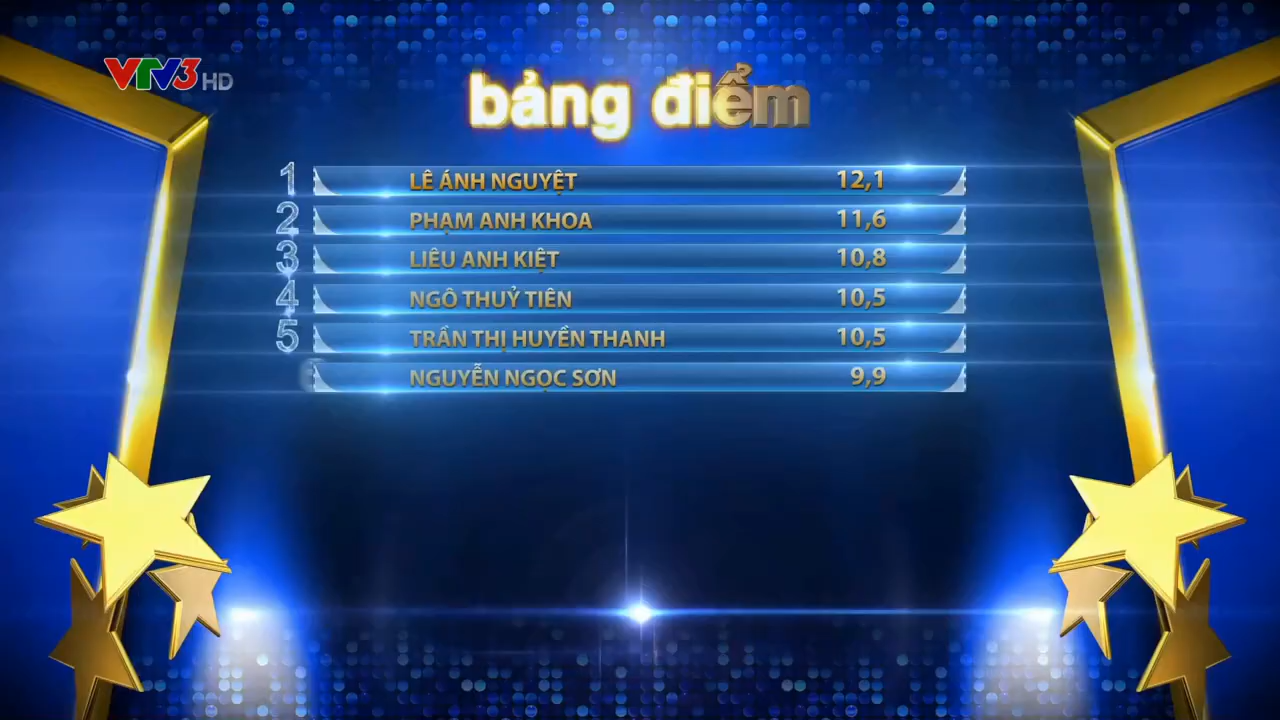 VTV3 HD
bảng điểm
1 LÊ ÁNH NGUYỆT 12,1
2 PHẠM ANH KHOA 11,6
3 LIÊU ANH KIỆT 10,8
4 NGÔ THUỶ TIÊN 10,5
5 TRẦN THỊ HUYỀN THANH 10,5
NGUYỄN NGỌC SƠN 9,9